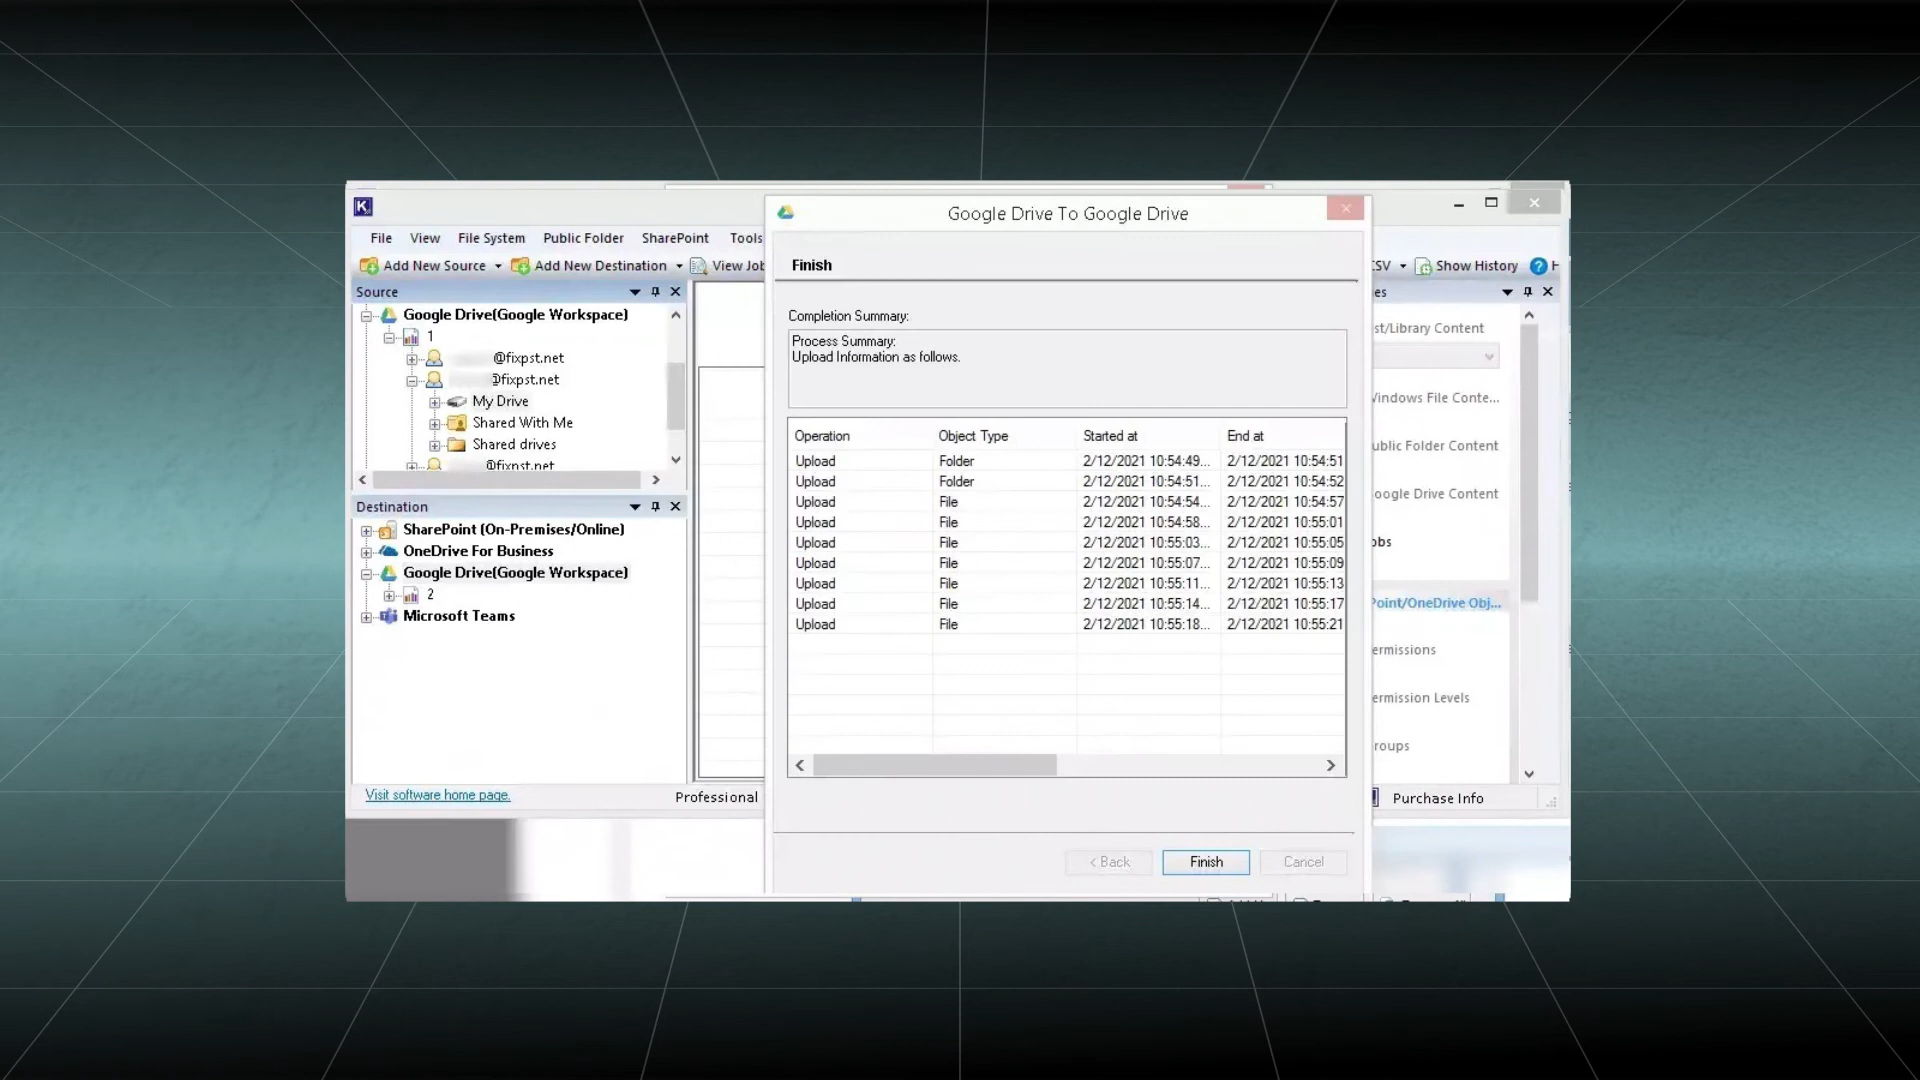 K
Google Drive To Google Drive
File View File System Public Folder SharePoint Tools
Add New Source Add New Destination View Job
CSV Show History ? H
Source
Google Drive(Google Workspace)
1
@fixpst.net
@fixpst.net
My Drive
Shared With Me
Shared drives
@fixpst.net
Destination
SharePoint (On-Premises/Online)
OneDrive For Business
Google Drive(Google Workspace)
2
Microsoft Teams
Visit software home page.
Professional
Finish
Completion Summary:
Process Summary:
Upload Information as follows.
Operation Object Type Started at End at
Upload Folder 2/12/2021 10:54:49... 2/12/2021 10:54:51
Upload Folder 2/12/2021 10:54:51... 2/12/2021 10:54:52
Upload File 2/12/2021 10:54:54... 2/12/2021 10:54:57
Upload File 2/12/2021 10:54:58... 2/12/2021 10:55:01
Upload File 2/12/2021 10:55:03... 2/12/2021 10:55:05
Upload File 2/12/2021 10:55:07... 2/12/2021 10:55:09
Upload File 2/12/2021 10:55:11... 2/12/2021 10:55:13
Upload File 2/12/2021 10:55:14... 2/12/2021 10:55:17
Upload File 2/12/2021 10:55:18... 2/12/2021 10:55:21
< Back Finish Cancel
es
st/Library Content
Windows File Conte...
ublic Folder Content
oogle Drive Content
obs
Point/OneDrive Obj...
ermissions
ermission Levels
roups
Purchase Info